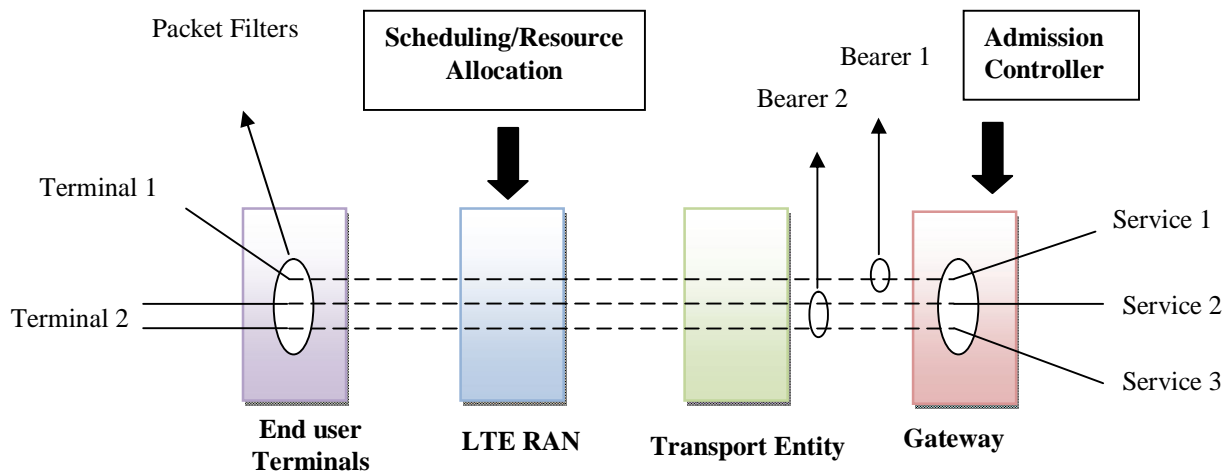 Packet Filters
Scheduling/Resource
Allocation
Bearer 1
Admission
Controller
Bearer 2
Terminal 1
Service 1
Terminal 2
Service 2
Service 3
End user
Terminals
LTE RAN
Transport Entity
Gateway